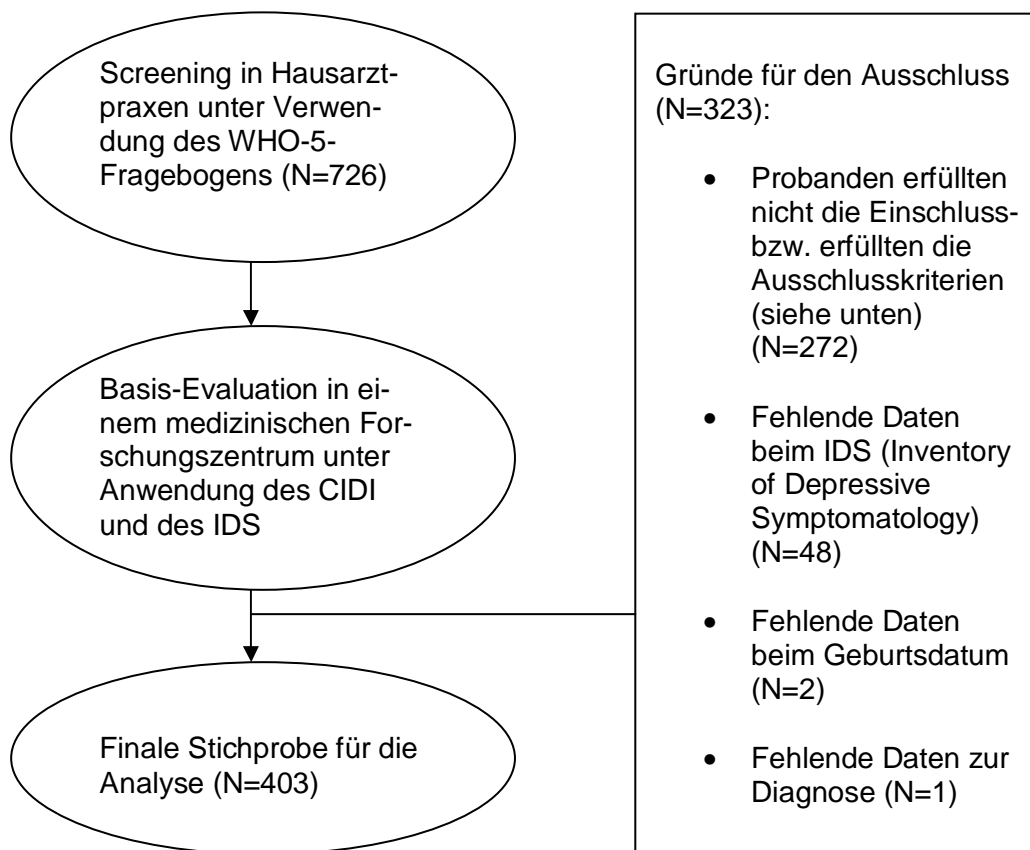 Screening in Hausarzt-
praxen unter Verwen-
dung des WHO-5-
Fragebogens (N=726)
Basis-Evaluation in ei-
nem medizinischen For-
schungszentrum unter
Anwendung des CIDI
und des IDS
Finale Stichprobe für die
Analyse (N=403)
Gründe für den Ausschluss
(N=323):
• Probanden erfüllten
nicht die Einschluss-
bzw. erfüllten die
Ausschlusskriterien
(siehe unten)
(N=272)
• Fehlende Daten
beim IDS (Inventory
of Depressive
Symptomatology)
(N=48)
• Fehlende Daten
beim Geburtsdatum
(N=2)
• Fehlende Daten zur
Diagnose (N=1)